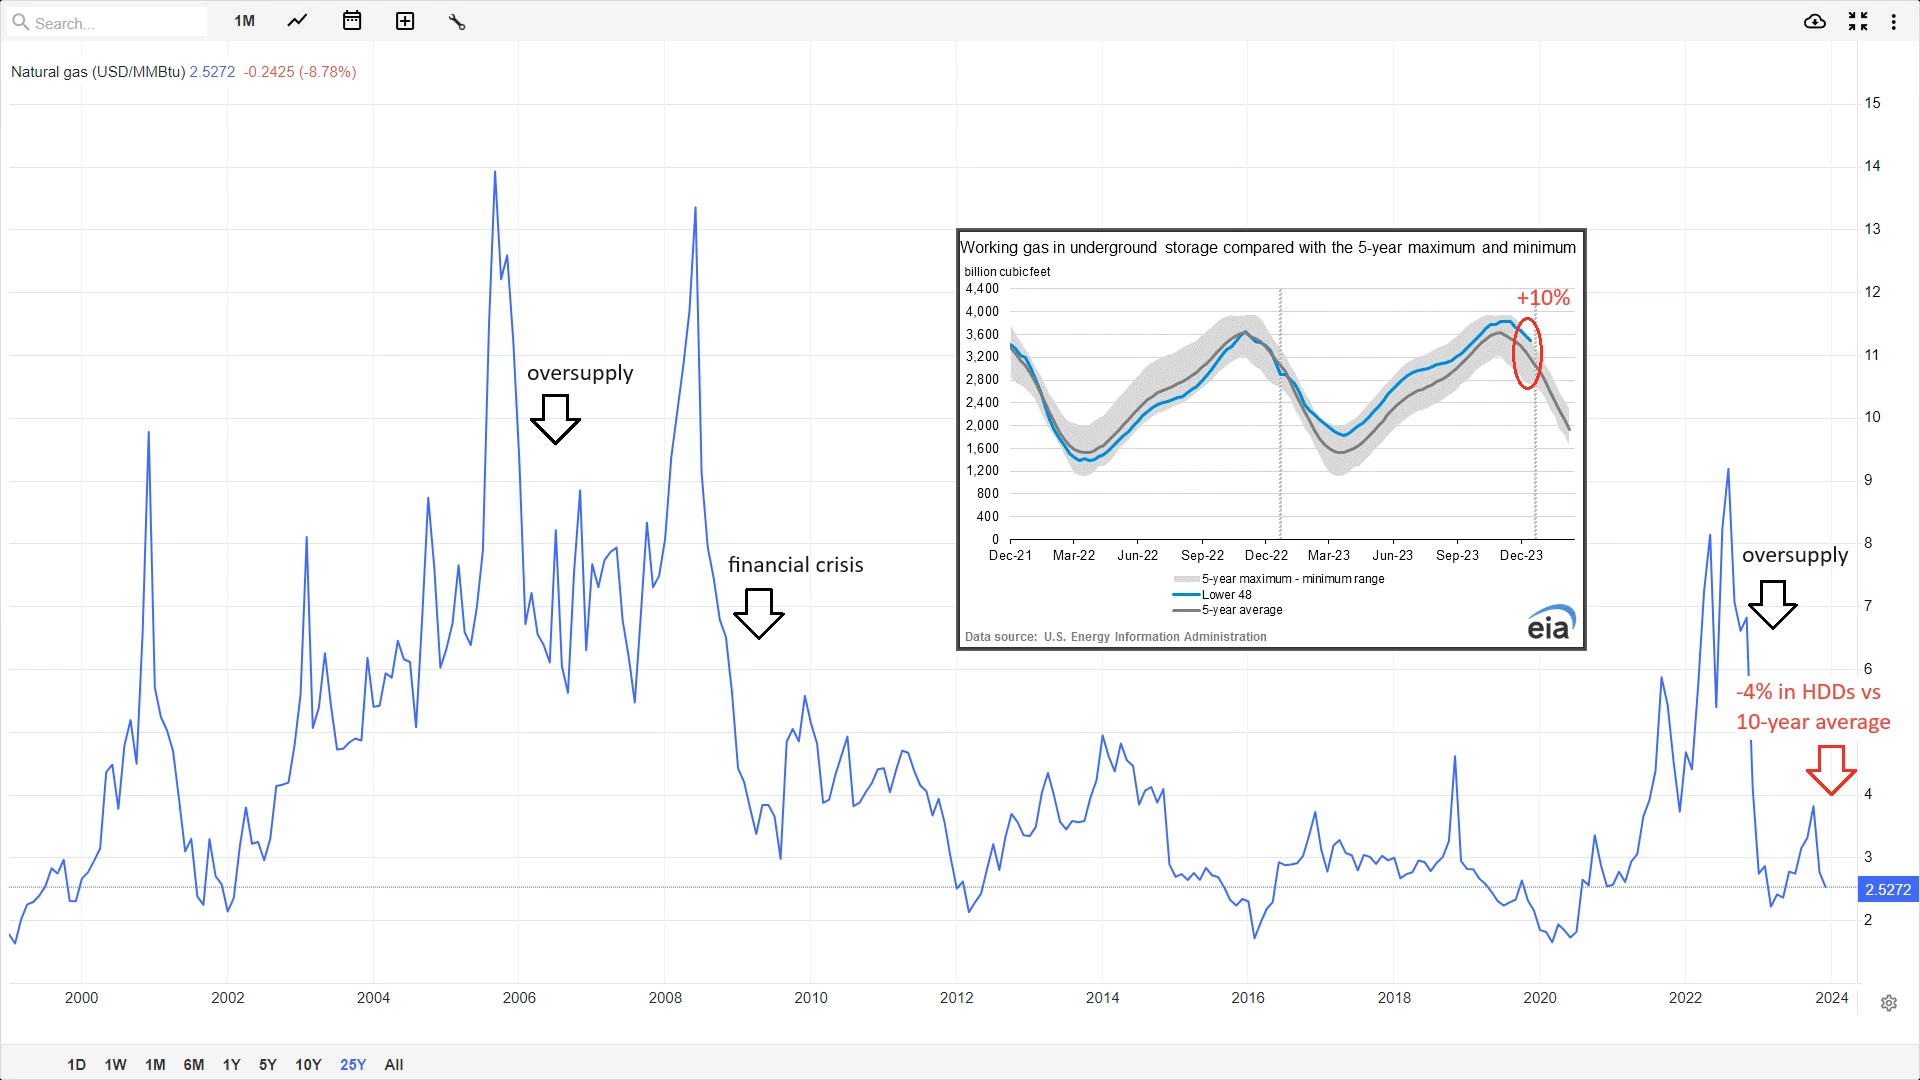 Search...
1M
Natural gas (USD/MMBtu) 2.5272 -0.2425 (-8.78%)
15
14
13
12
11
10
9
8
7
6
4
3
2.5272
2
oversupply
financial crisis
Working gas in underground storage compared with the 5-year maximum and minimum
billion cubic feet
4,400
4,000
3,600
3,200
2,800
2,400
2,000
1,600
1,200
800
400
0
+10%
Dec-21 Mar-22 Jun-22 Sep-22 Dec-22 Mar-23 Jun-23 Sep-23 Dec-23
5-year maximum - minimum range
Lower 48
5-year average
Data source: U.S. Energy Information Administration
eia
oversupply
-4% in HDDs vs
10-year average
2000 2002 2004 2006 2008 2010 2012 2014 2016 2018 2020 2022 2024
1D 1W 1M 6M 1Y 5Y 10Y 25Y All